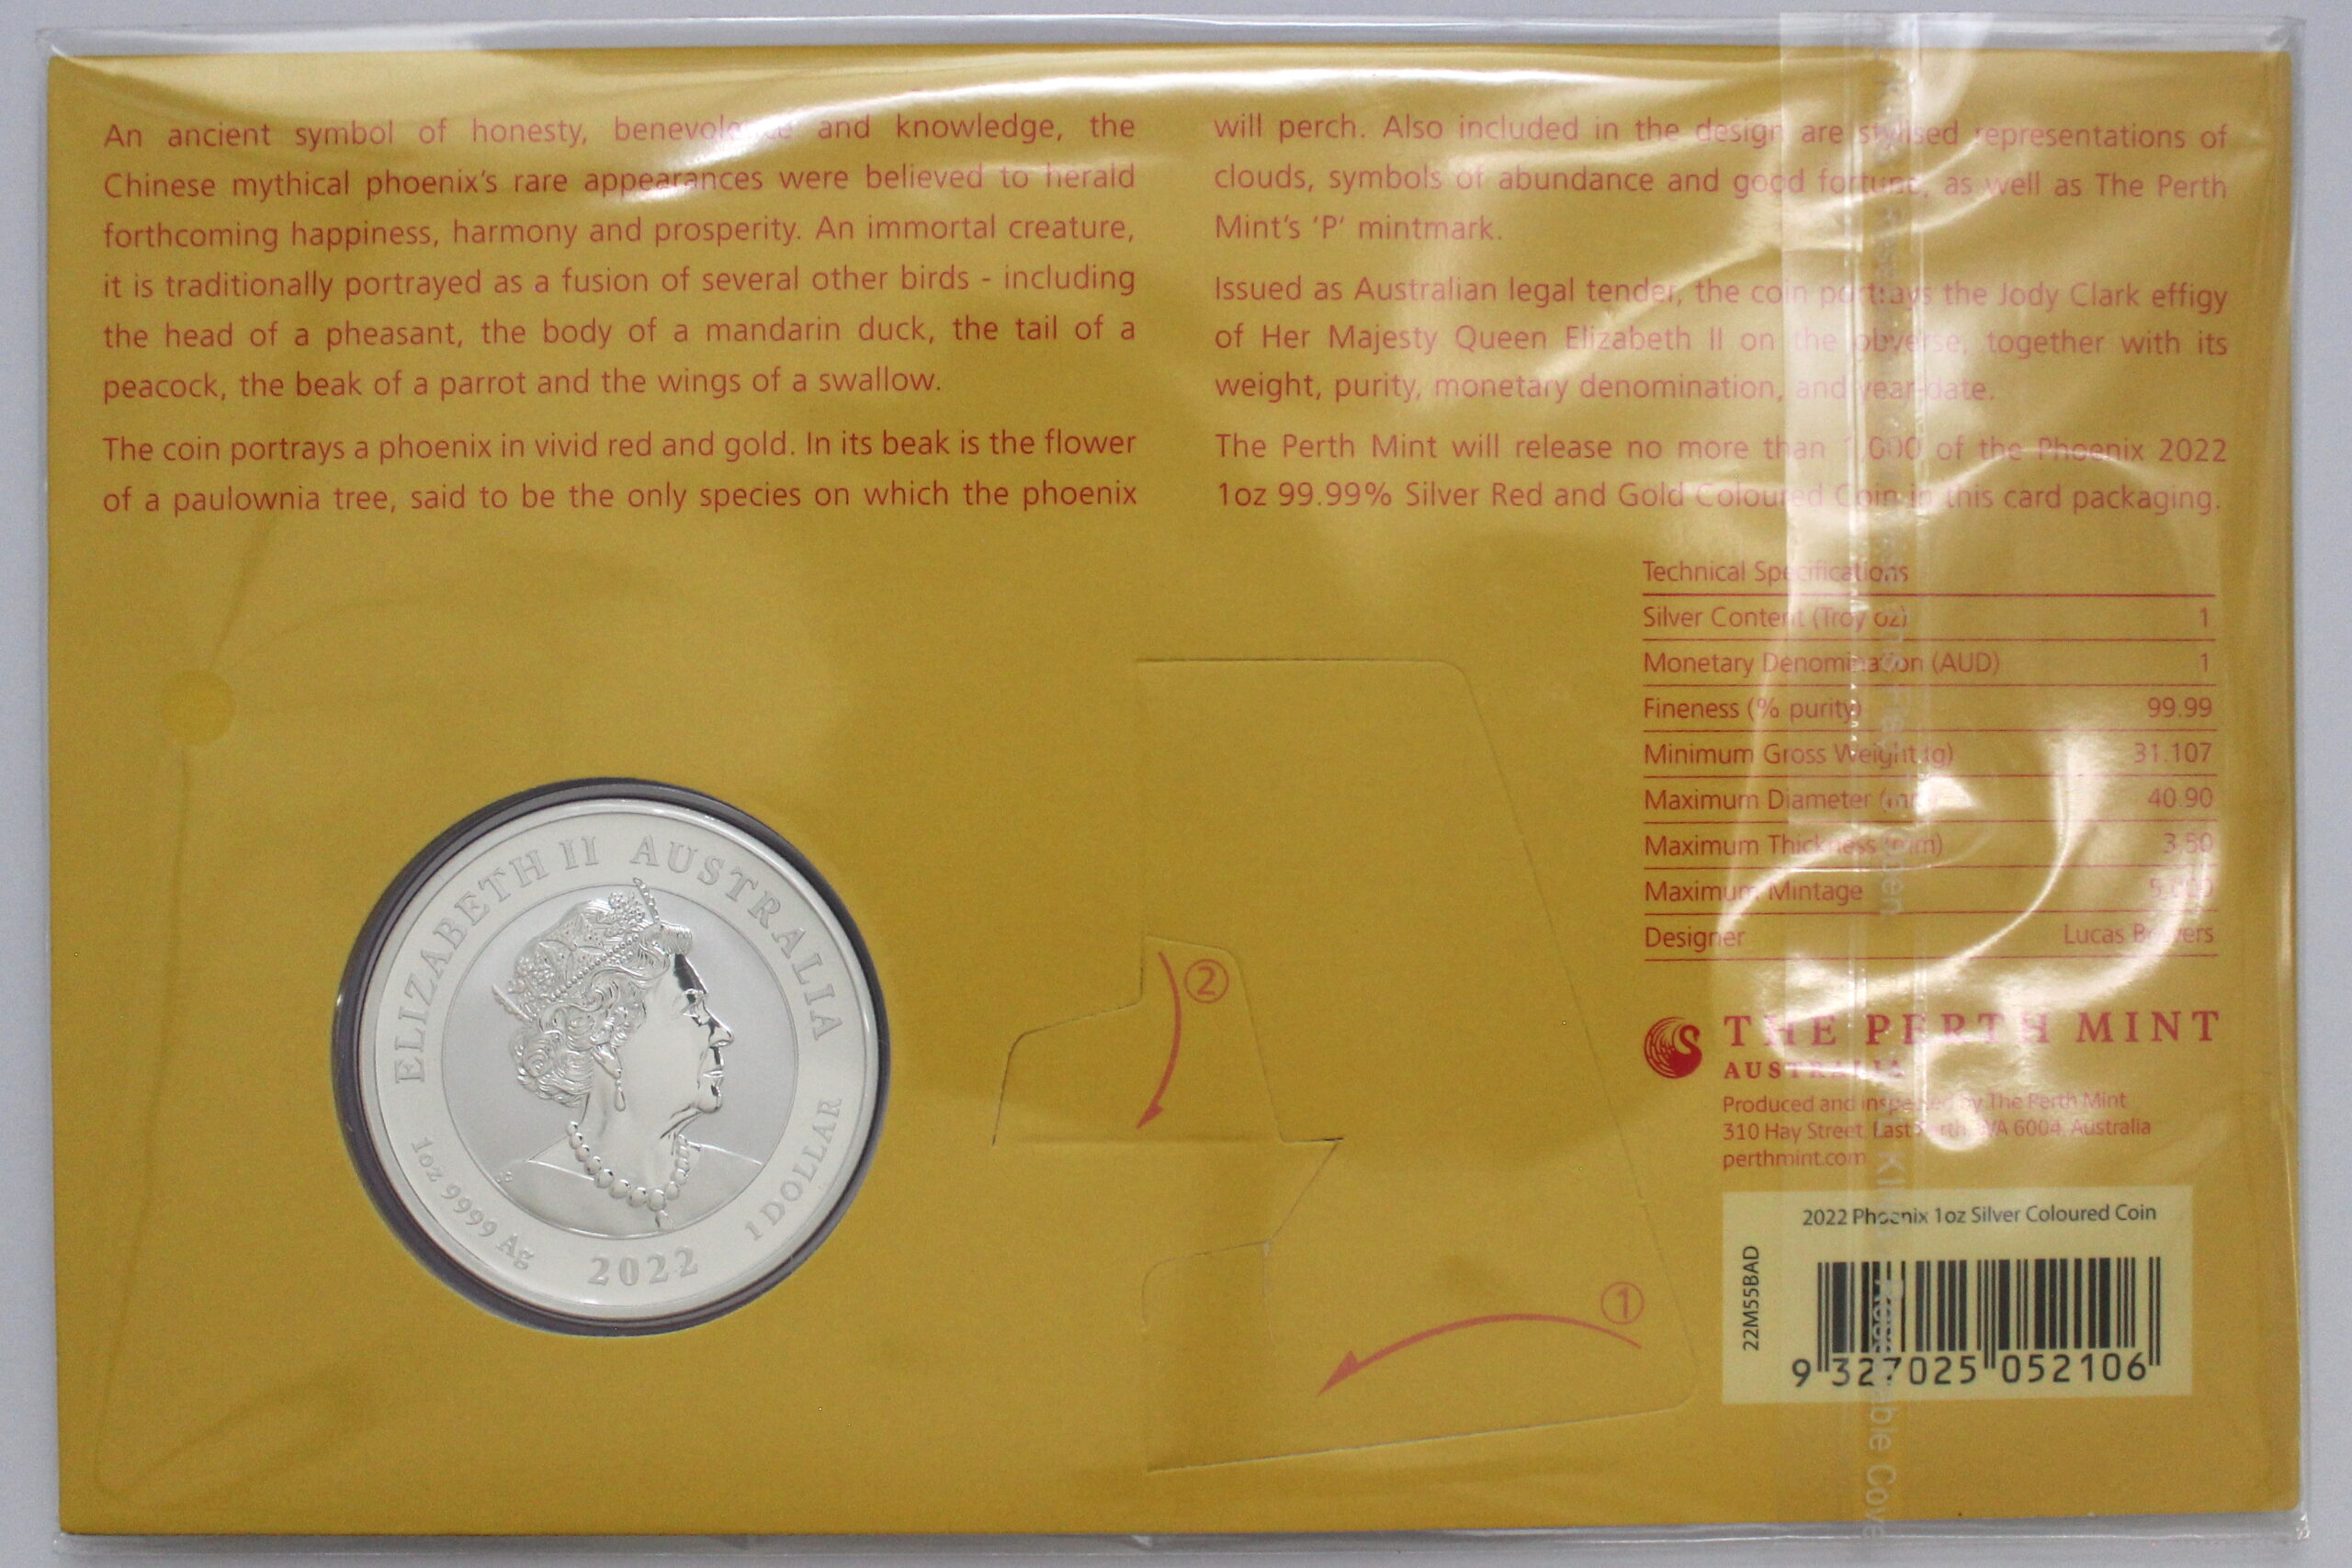 An ancient symbol of honesty, benevolence and knowledge, the
Chinese mythical phoenix's rare appearances were believed to herald
forthcoming happiness, harmony and prosperity. An immortal creature,
it is traditionally portrayed as a fusion of several other birds - including
the head of a pheasant, the body of a mandarin duck, the tail of a
peacock, the beak of a parrot and the wings of a swallow.
The coin portrays a phoenix in vivid red and gold. In its beak is the flower
of a paulownia tree, said to be the only species on which the phoenix
will perch. Also included in the design are stylised representations of
clouds, symbols of abundance and good fortune, as well as The Perth
Mint's 'P' mintmark.
Issued as Australian legal tender, the coin portrays the Jody Clark effigy
of Her Majesty Queen Elizabeth II on the obverse, together with its
weight, purity, monetary denomination, and year-date.
The Perth Mint will release no more than of the Phoenix 2022
1oz 99.99% Silver Red and Gold Coloured Coin in this card packaging.
Technical Specifications
Silver Content (Troy oz) 1
Monetary Denomination (AUD) 1
Fineness (% purity) 99.99
Minimum Gross Weight (g) 31.107
Maximum Diameter (mm) 40.90
Maximum Thickness (mm) 3.50
Maximum Mintage
Designer Lucas Bowers
THE PERTH MINT
AUSTRALIA
Produced and inspected by The Perth Mint
310 Hay Street, East Perth WA 6004, Australia
perthmint.com
2022 Phoenix 1oz Silver Coloured Coin
22M55BAD
9 327025 052106
ELIZABETH II AUSTRALIA
1oz 9999 Ag
2022
1 DOLLAR
2
1